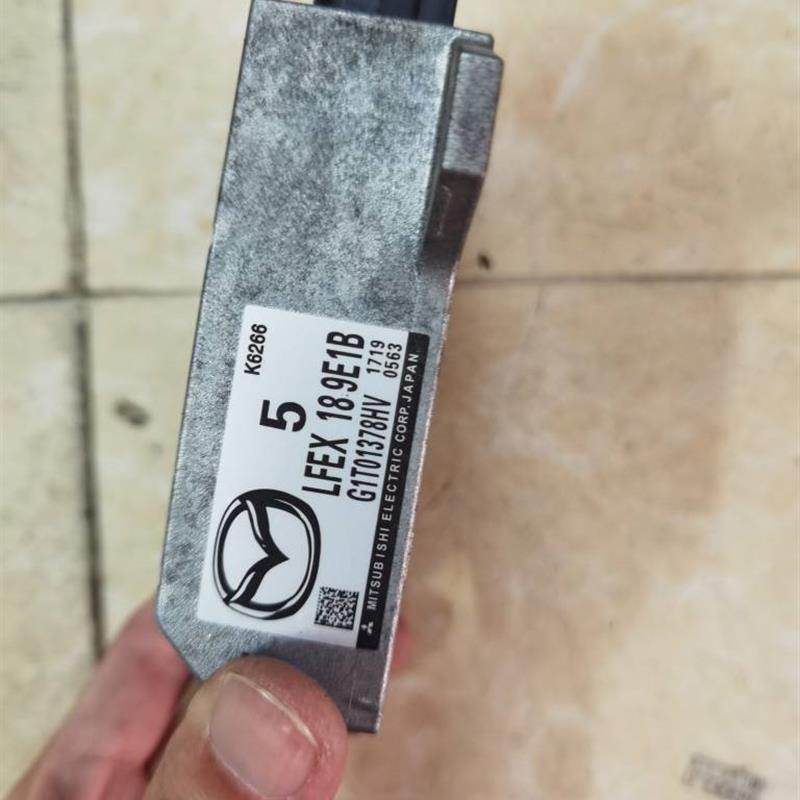 K6266
5
LFEX 18.9E1B
G1T01378HV
1719
0563
MITSUBISHI ELECTRIC CORP. JAPAN